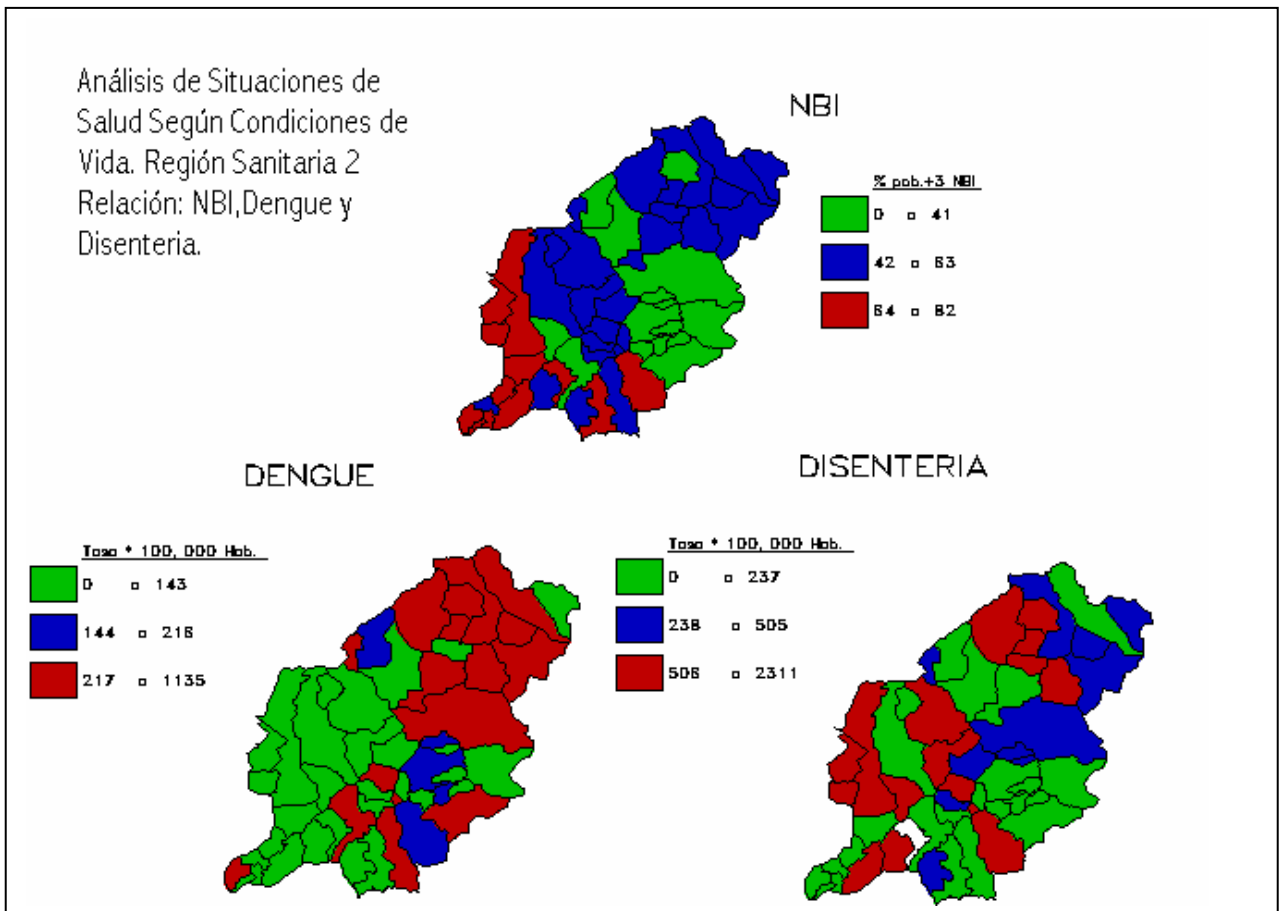 Análisis de Situaciones de
Salud Según Condiciones de
Vida. Región Sanitaria 2
Relación: NBI,Dengue y
Disenteria.
NBI
% pob.+3 NBI
0 a 41
42 a 63
64 a 82
DENGUE
Tasa * 100, 000 Hab.
0 a 143
144 a 216
217 a 1135
DISENTERIA
Tasa * 100, 000 Hab.
0 a 237
238 a 505
506 a 2311